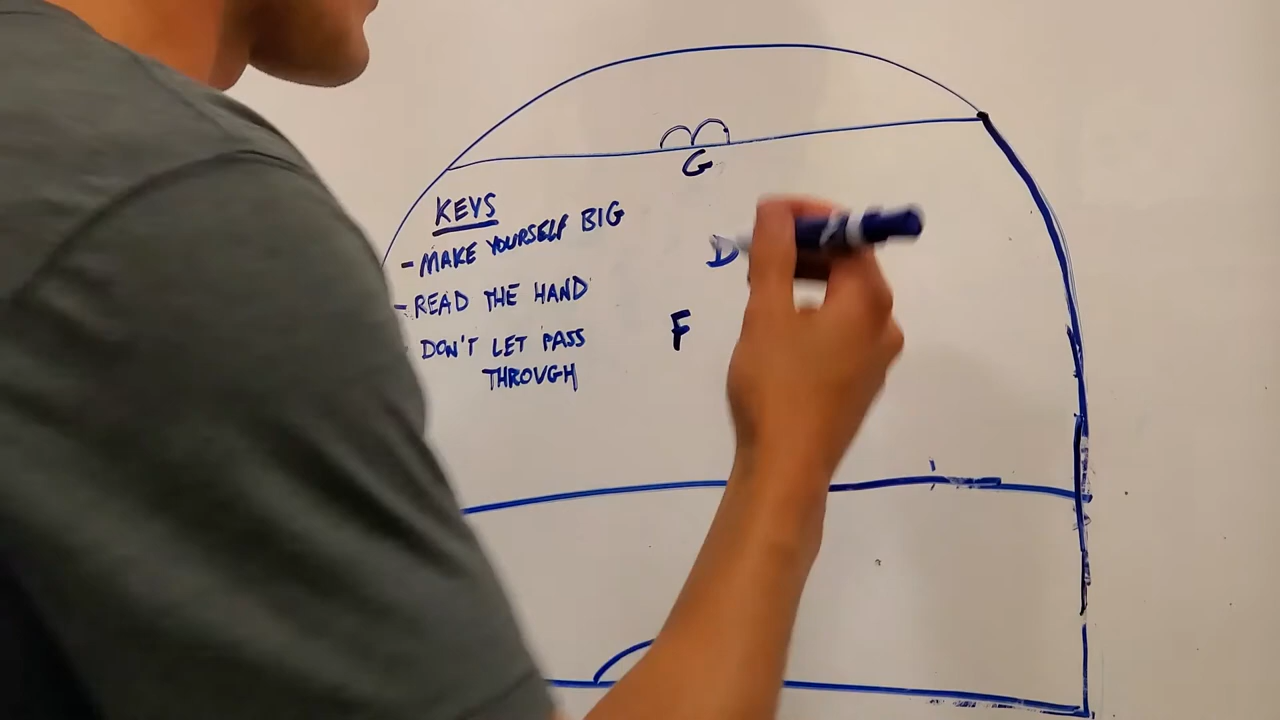 G
KEYS
- MAKE YOURSELF BIG
- READ THE HAND
DON'T LET PASS
THROUGH
D
F